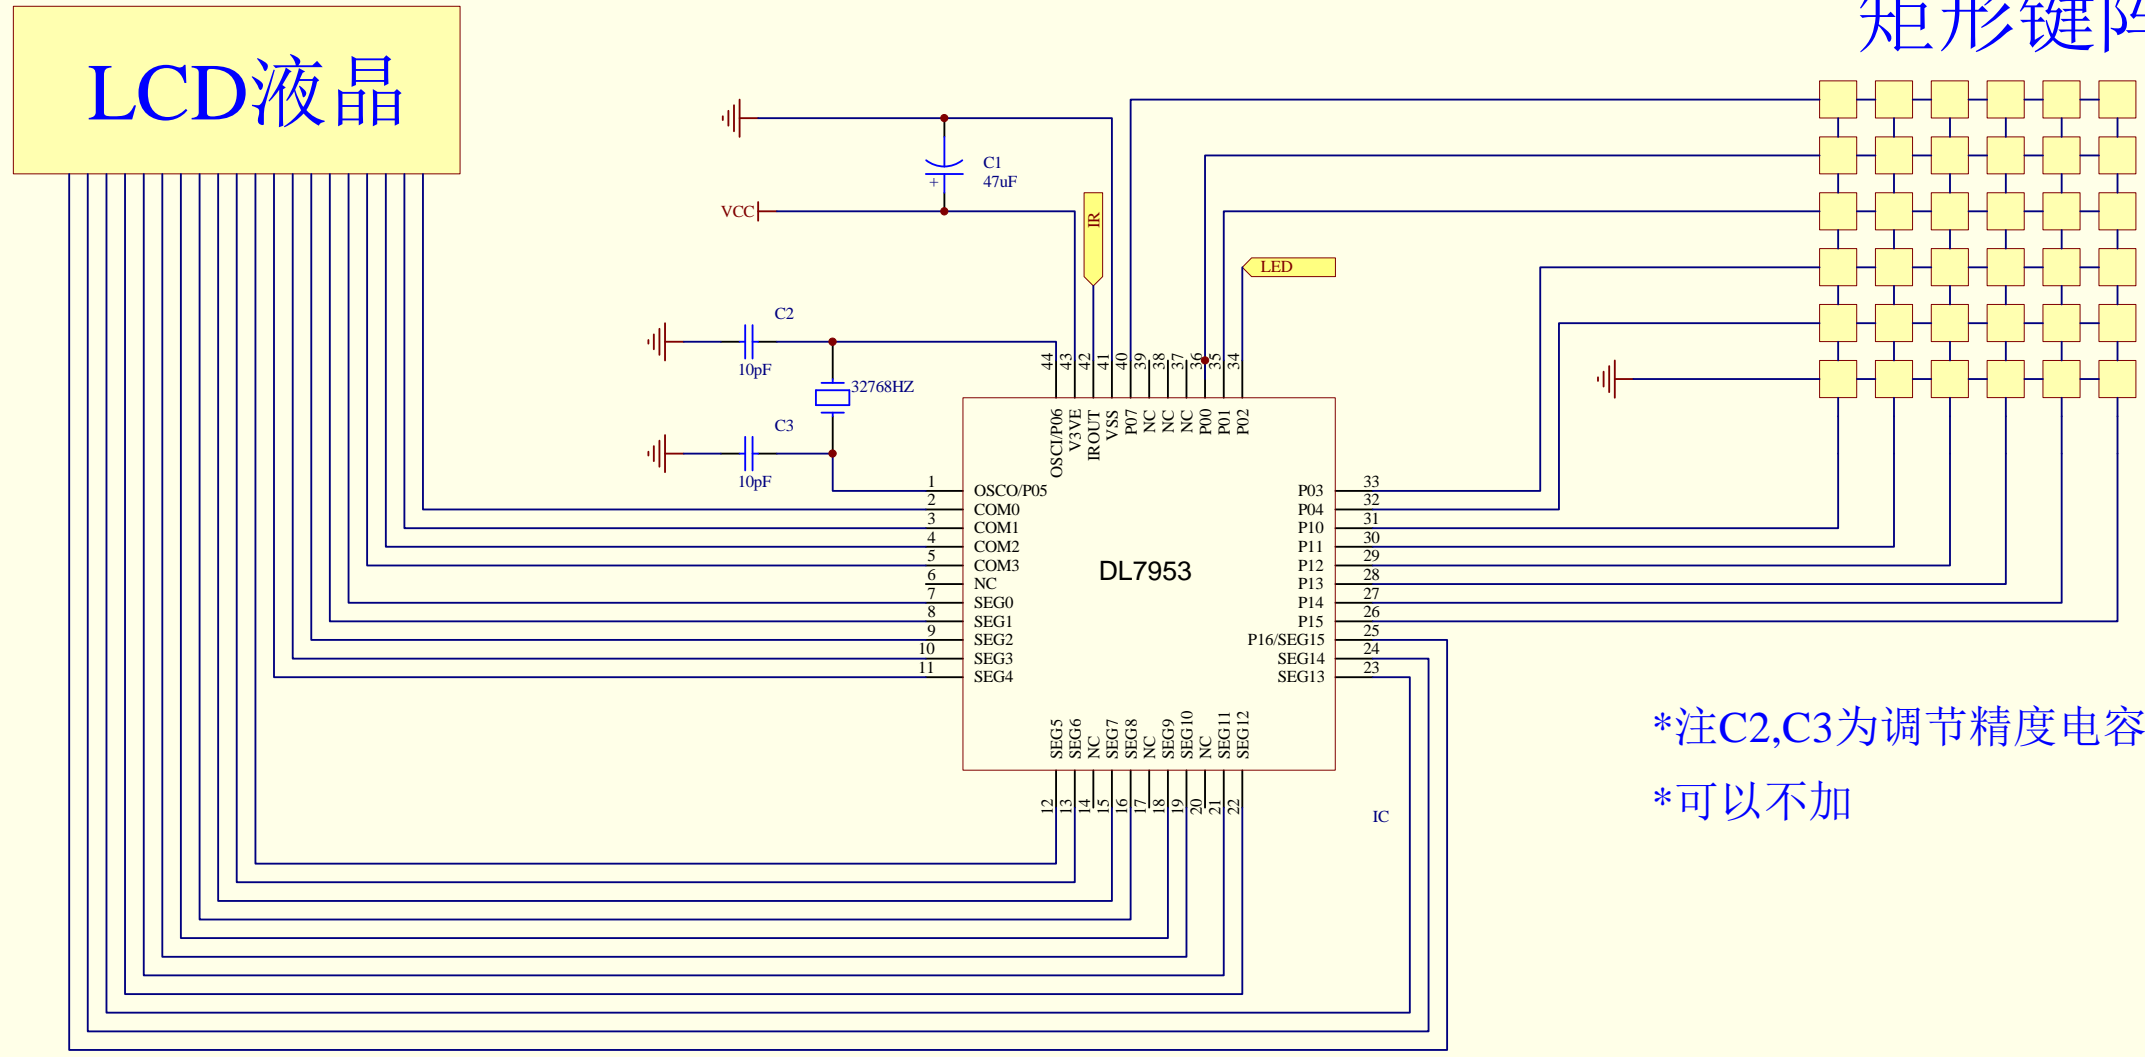 矩形键阵
LCD液晶
C1
47uF
VCC
IR
LED
C2
10pF
32768HZ
C3
10pF
44 43 42 41 40 39 38 37 36 35 34
OSCI/P06 V3VE IROUT VSS P07 NC NC NC P00 P01 P02
1 OSCO/P05
2 COM0
3 COM1
4 COM2
5 COM3
6 NC
7 SEG0
8 SEG1
9 SEG2
10 SEG3
11 SEG4
DL7953
P03 33
P04 32
P10 31
P11 30
P12 29
P13 28
P14 27
P15 26
P16/SEG15 25
SEG14 24
SEG13 23
SEG5 SEG6 NC SEG7 SEG8 NC SEG9 SEG10 NC SEG11 SEG12
12 13 14 15 16 17 18 19 20 21 22
IC
*注C2,C3为调节精度电容
*可以不加